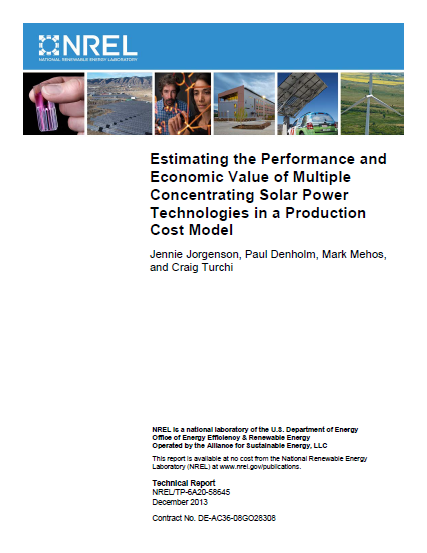 NREL
NATIONAL RENEWABLE ENERGY LABORATORY
Estimating the Performance and
Economic Value of Multiple
Concentrating Solar Power
Technologies in a Production
Cost Model
Jennie Jorgenson, Paul Denholm, Mark Mehos,
and Craig Turchi
NREL is a national laboratory of the U.S. Department of Energy
Office of Energy Efficiency & Renewable Energy
Operated by the Alliance for Sustainable Energy, LLC
This report is available at no cost from the National Renewable Energy
Laboratory (NREL) at www.nrel.gov/publications.
Technical Report
NREL/TP-6A20-58645
December 2013
Contract No. DE-AC36-08GO28308